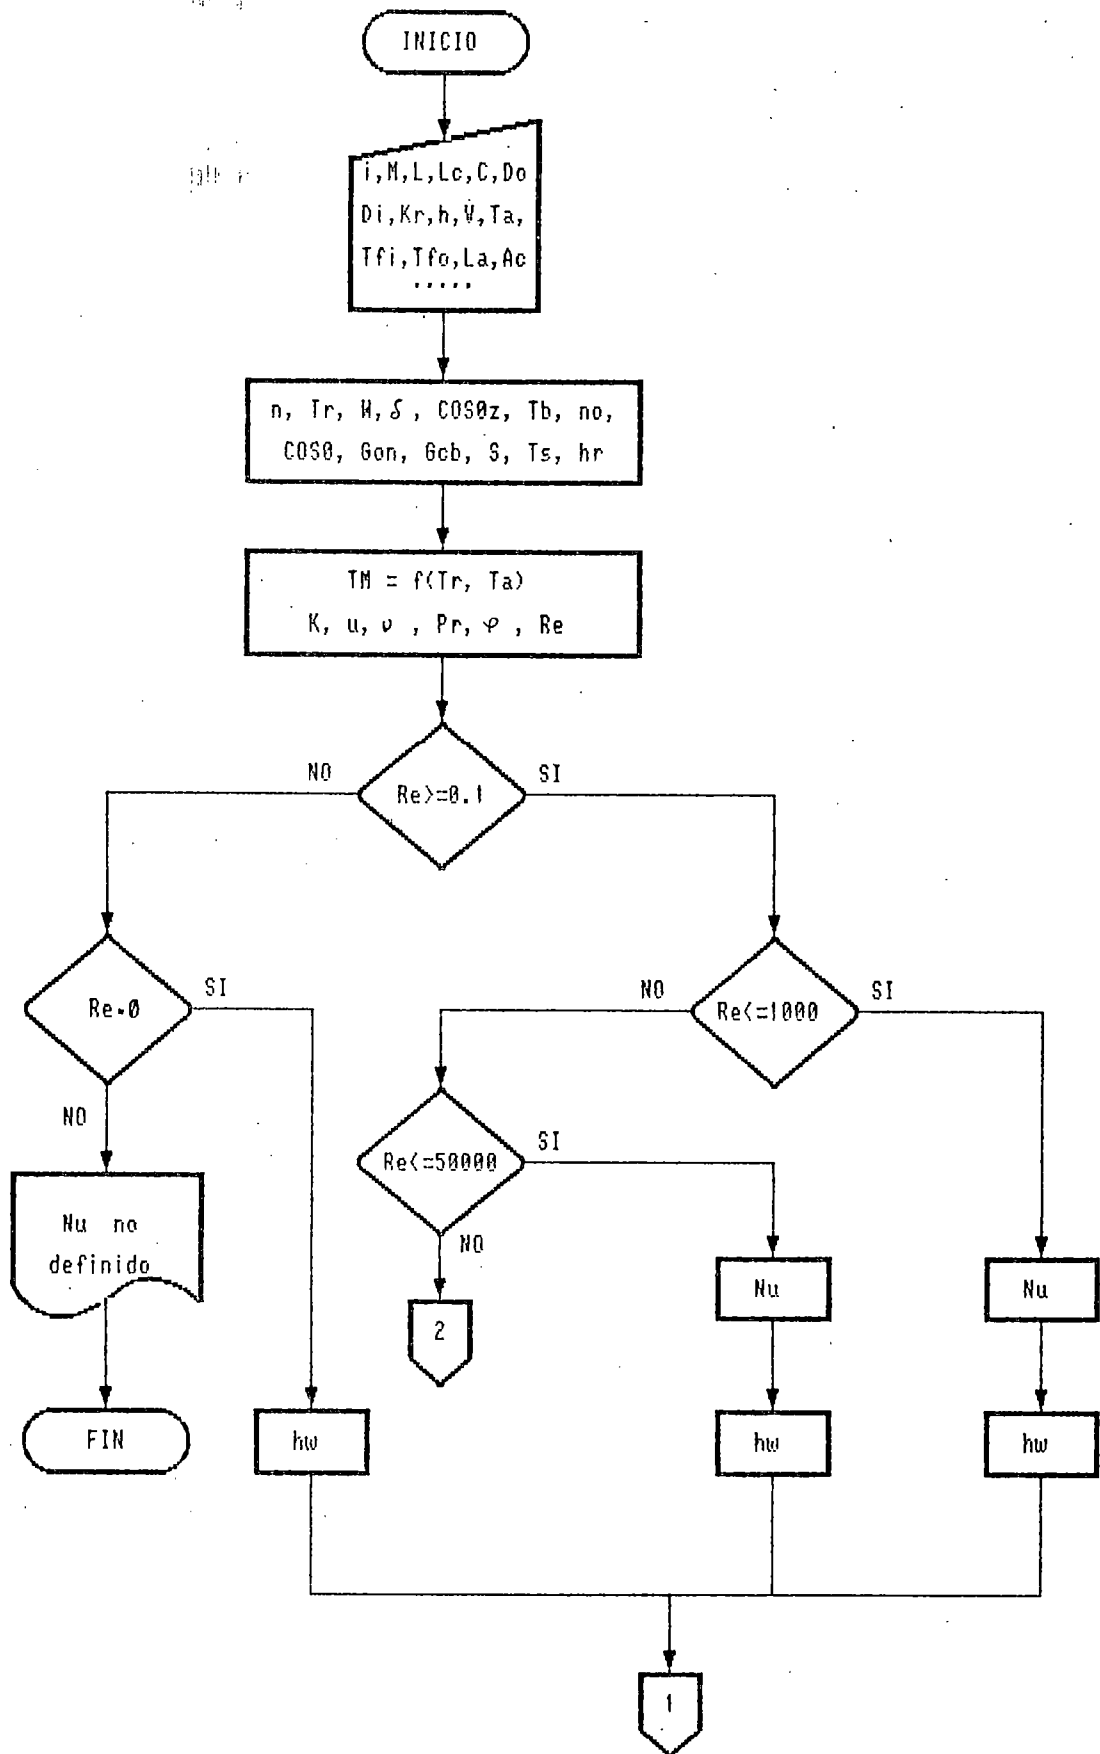 INICIO
i,M,L,Lc,C,Do
Di,Kr,h,V,Ta,
Tfi,Tfo,La,Ac
.....
n, Tr, W, δ, COSθz, Tb, no,
COSθ, Gon, Gcb, S, Ts, hr
TM = f(Tr, Ta)
K, u, υ, Pr, φ, Re
NO
SI
Re>=0.1
Re=0
SI
NO
Re<=1000
SI
NO
Re<=50000
SI
NO
Nu no
definido
2
Nu
Nu
FIN
hw
hw
hw
1